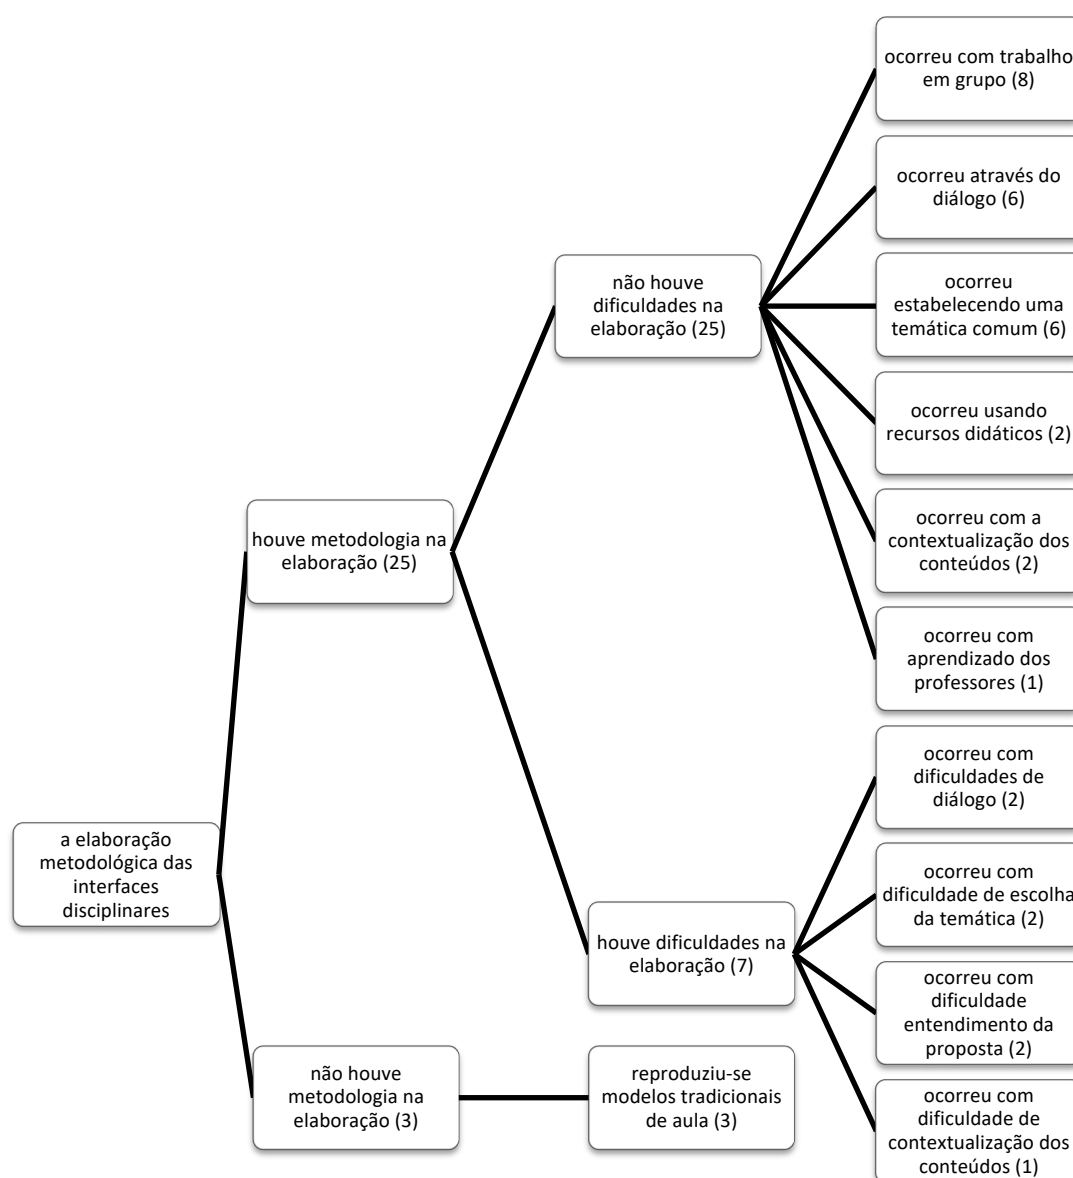 ocorreu com trabalho
em grupo (8)
ocorreu através do
diálogo (6)
não houve
dificuldades na
elaboração (25)
ocorreu
estabelecendo uma
temática comum (6)
ocorreu usando
recursos didáticos (2)
houve metodologia na
elaboração (25)
ocorreu com a
contextualização dos
conteúdos (2)
ocorreu com
aprendizado dos
professores (1)
ocorreu com
dificuldades de
diálogo (2)
a elaboração
metodológica das
interfaces
disciplinares
ocorreu com
dificuldade de escolha
da temática (2)
houve dificuldades na
elaboração (7)
ocorreu com
dificuldade
entendimento da
proposta (2)
não houve
metodologia na
elaboração (3)
reproduziu-se
modelos tradicionais
de aula (3)
ocorreu com
dificuldade de
contextualização dos
conteúdos (1)